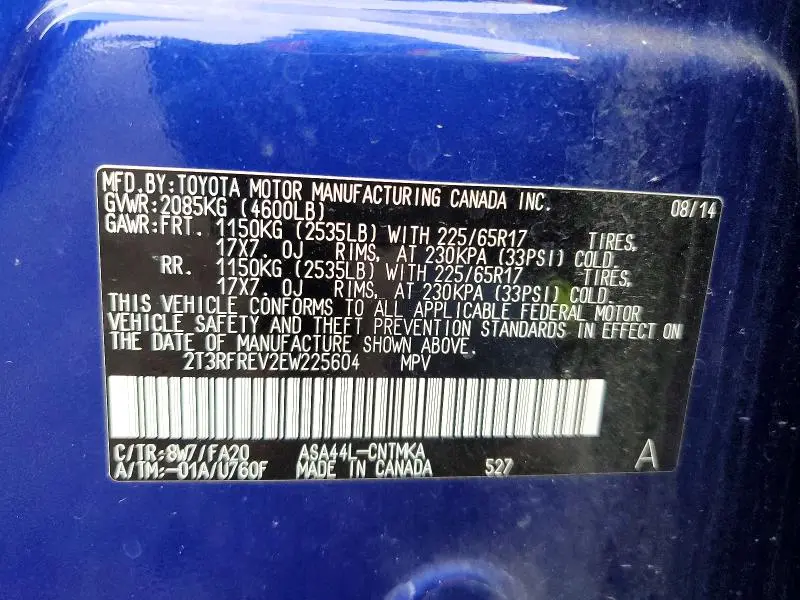 MFD.BY:TOYOTA MOTOR MANUFACTURING CANADA INC. 08/14
GVWR:2085KG (4600LB)
GAWR:FRT. 1150KG (2535LB) WITH 225/65R17 TIRES,
17X7.0J RIMS, AT 230KPA (33PSI) COLD.
RR. 1150KG (2535LB) WITH 225/65R17 TIRES,
17X7.0J RIMS, AT 230KPA (33PSI) COLD.
THIS VEHICLE CONFORMS TO ALL APPLICABLE FEDERAL MOTOR
VEHICLE SAFETY AND THEFT PREVENTION STANDARDS IN EFFECT ON
THE DATE OF MANUFACTURE SHOWN ABOVE.
2T3RFREV2EW225604 MPV
C/TR:8W7/FA20 ASA44L-CNTMKA
A/TM:-01A/U760F MADE IN CANADA 527 A